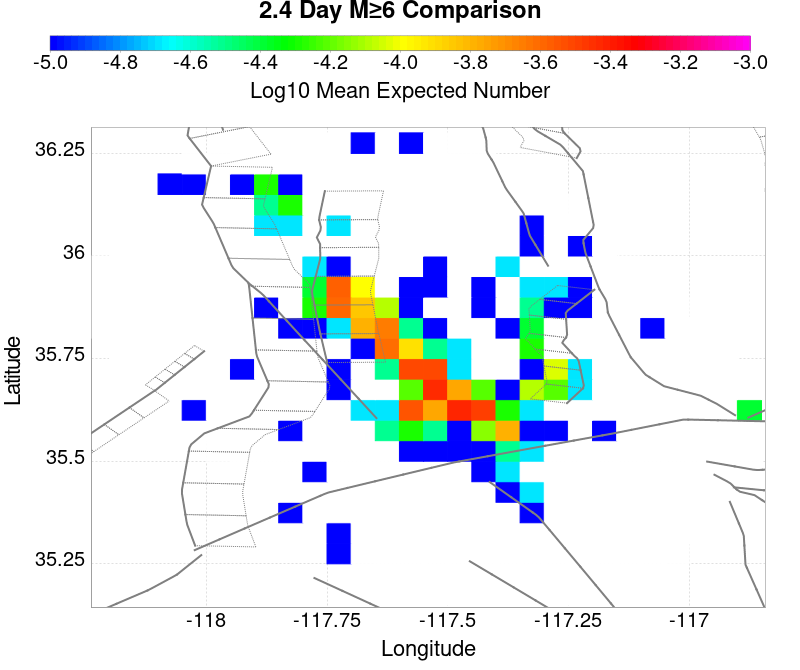 2.4 Day M≥6 Comparison
-5.0 -4.8 -4.6 -4.4 -4.2 -4.0 -3.8 -3.6 -3.4 -3.2 -3.0
Log10 Mean Expected Number
36.25
36
35.75
35.5
35.25
Latitude
-118 -117.75 -117.5 -117.25 -117
Longitude